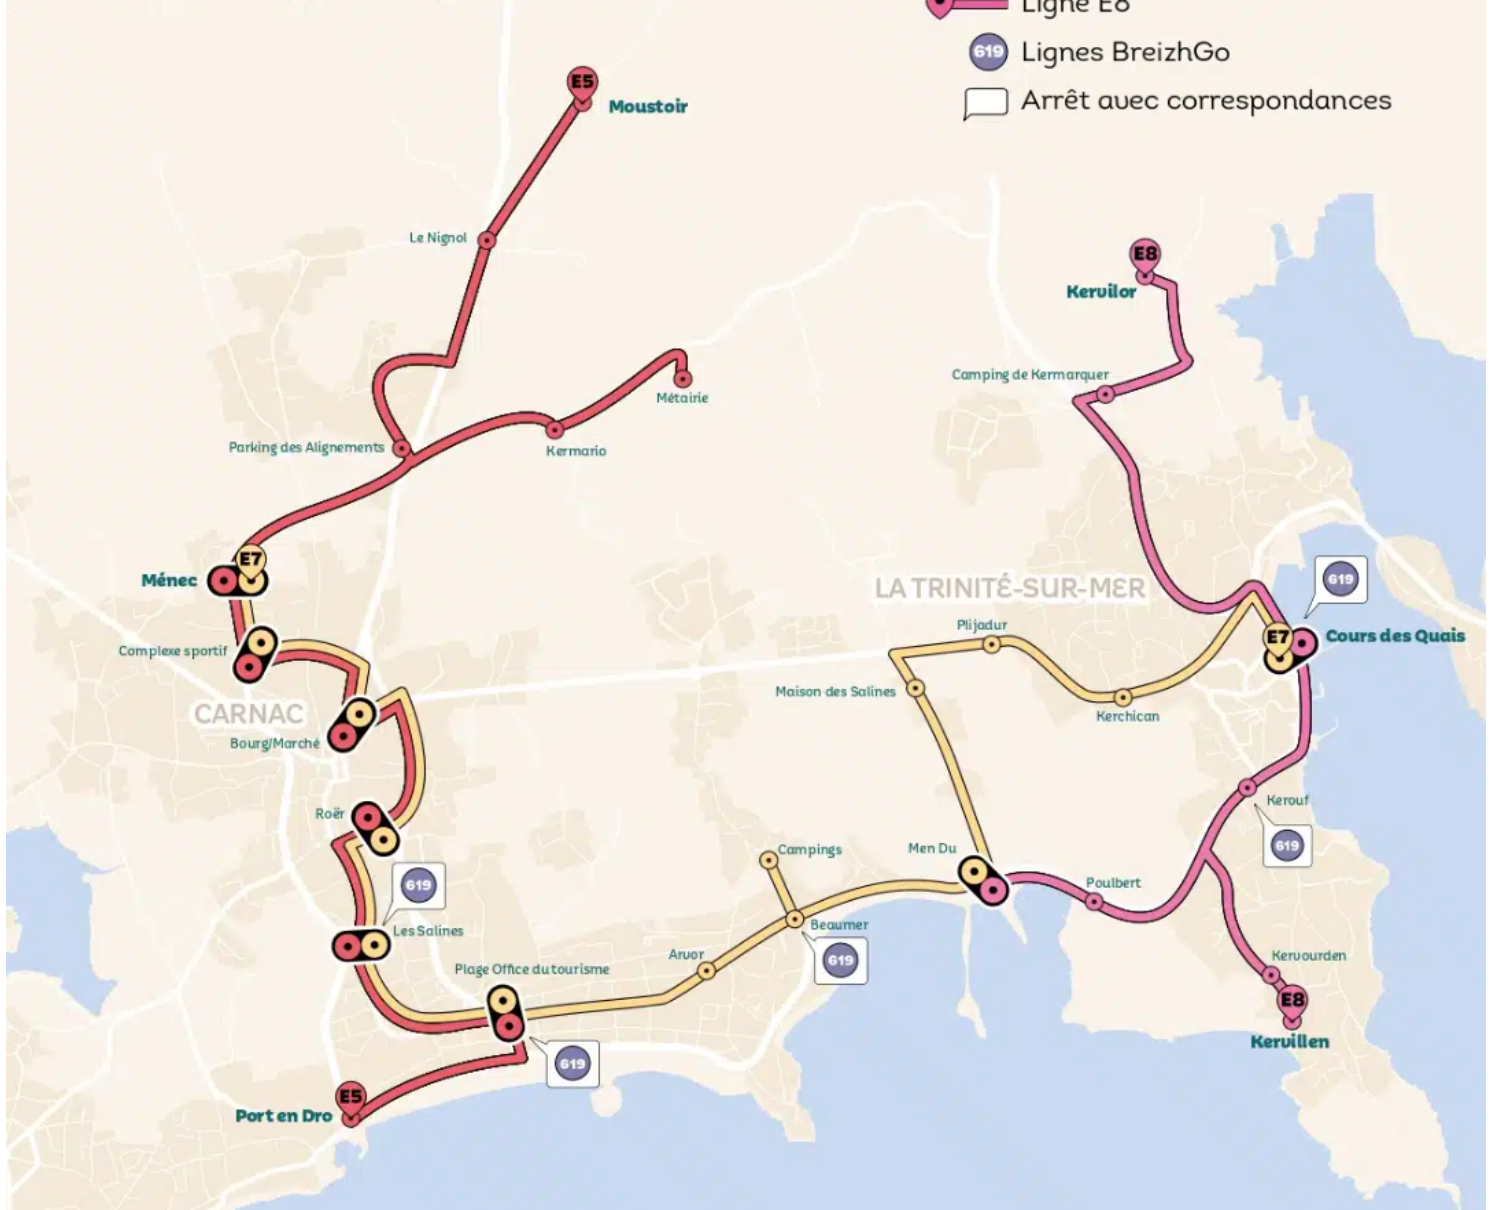 Ligne E8
619 Lignes BreizhGo
Arrêt avec correspondances
E5
Moustoir
Le Nignol
E8
Kervilor
Camping de Kermarquer
Métairie
Parking des Alignements
Kermario
E7
Ménec
619
LA TRINITÉ-SUR-MER
Plijadur
E7
Cours des Quais
Complexe sportif
Maison des Salines
CARNAC
Kerchican
Bourg/Marché
Roër
Kerouf
619
Campings
Men Du
619
Poulbert
Les Salines
Beaumer
619
Arvor
Kervourden
Plage Office du tourisme
E8
Kervillen
619
E5
Port en Dro